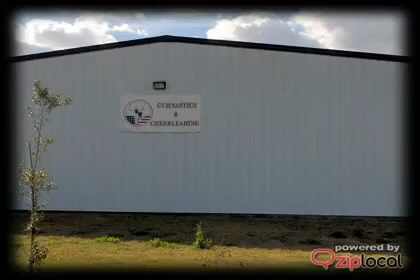 GYMNASTICS
&
CHEERLEADING
powered by
ziplocal